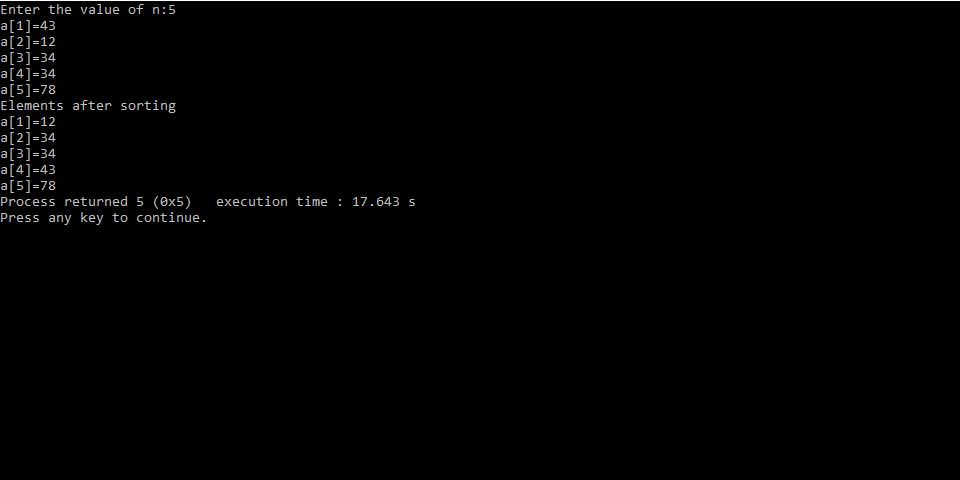 Enter the value of n:5
a[1]=43
a[2]=12
a[3]=34
a[4]=34
a[5]=78
Elements after sorting
a[1]=12
a[2]=34
a[3]=34
a[4]=43
a[5]=78
Process returned 5 (0x5)   execution time : 17.643 s
Press any key to continue.